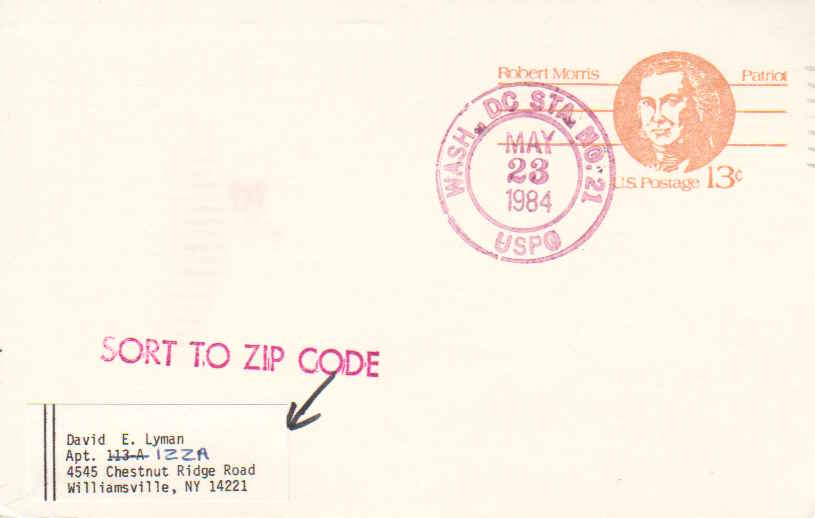 Robert Morris Patriot
U.S. Postage 13¢
WASH. DC STA. NO. 21
MAY
23
1984
USPO
SORT TO ZIP CODE
David E. Lyman
Apt. 113-A 122A
4545 Chestnut Ridge Road
Williamsville, NY 14221